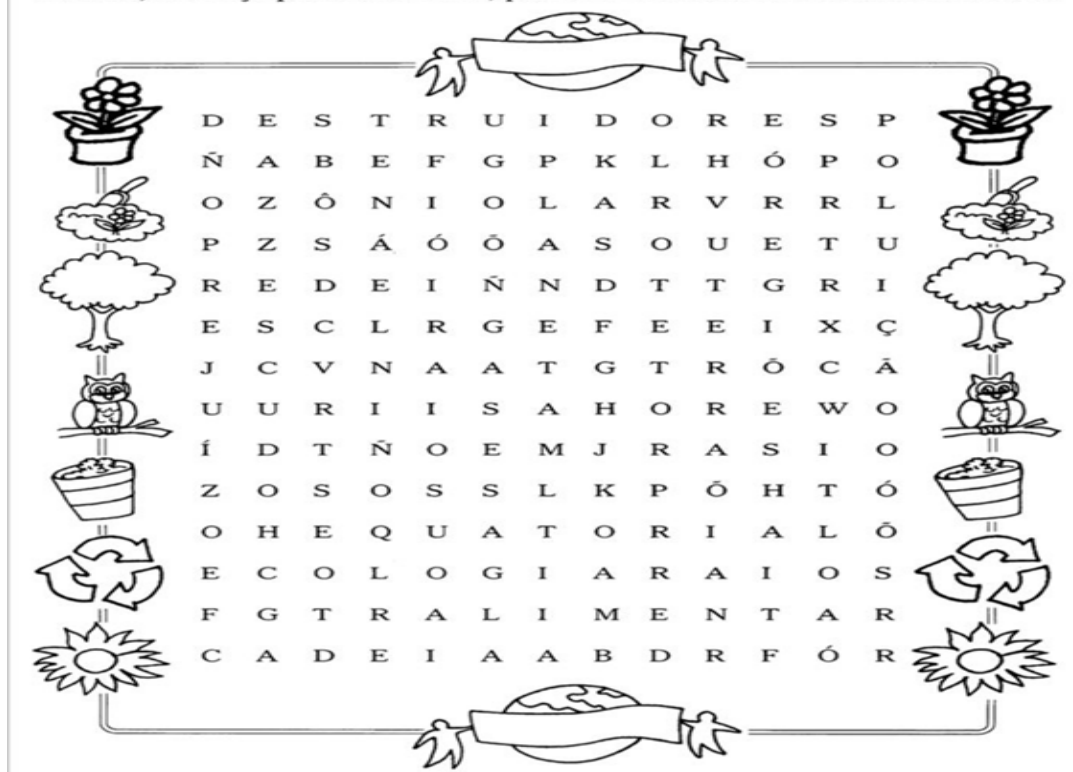 D E S T R U I D O R E S P
Ñ A B E F G P K L H Ó P O
O Z Ô N I O L A R V R R L
P Z S Á Ó Õ A S O U E T U
R E D E I Ñ N D T T G R I
E S C L R G E F E E I X Ç
J C V N A A T G T R Õ C Ã
U U R I I S A H O R E W O
Í D T Ñ O E M J R A S I O
Z O S O S S L K P Õ H T Ó
O H E Q U A T O R I A L Õ
E C O L O G I A R A I O S
F G T R A L I M E N T A R
C A D E I A A B D R F Ó R